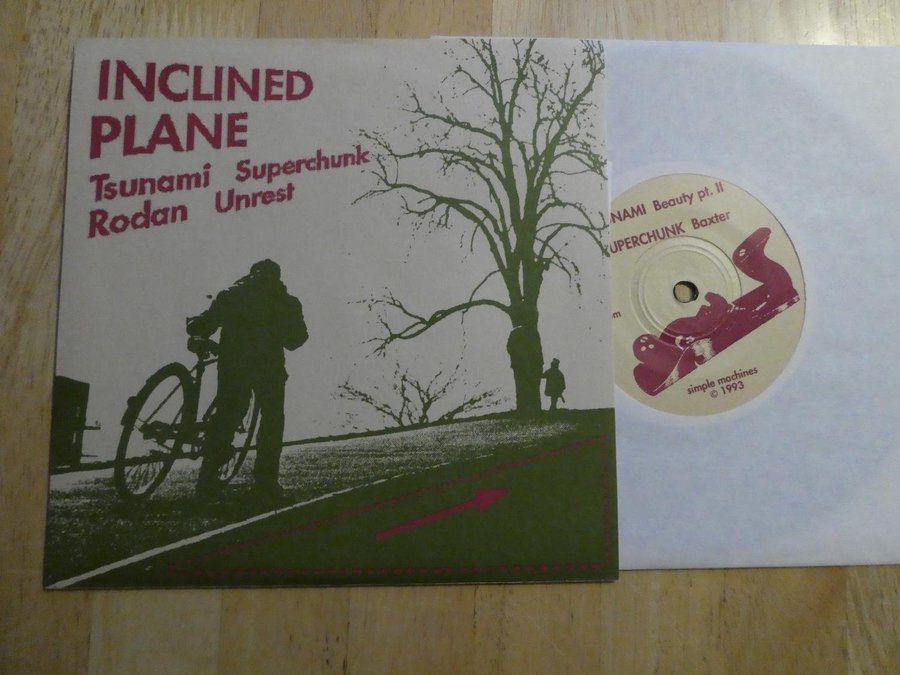 INCLINED
PLANE
Tsunami Superchunk
Rodan Unrest
NAMI Beauty pt. II
UPERCHUNK Baxter
simple machines
© 1993